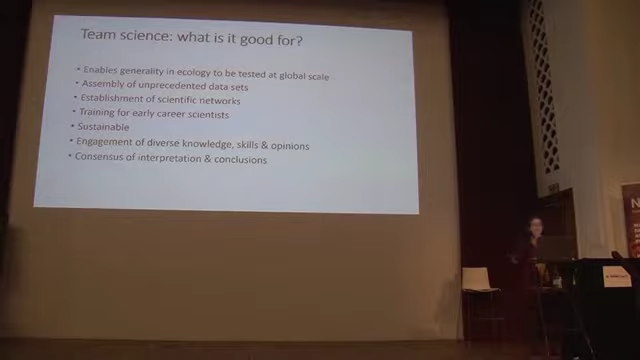 Team science: what is it good for?
• Enables generality in ecology to be tested at global scale
• Assembly of unprecedented data sets
• Establishment of scientific networks
• Training for early career scientists
• Sustainable
• Engagement of diverse knowledge, skills & opinions
• Consensus of interpretation & conclusions